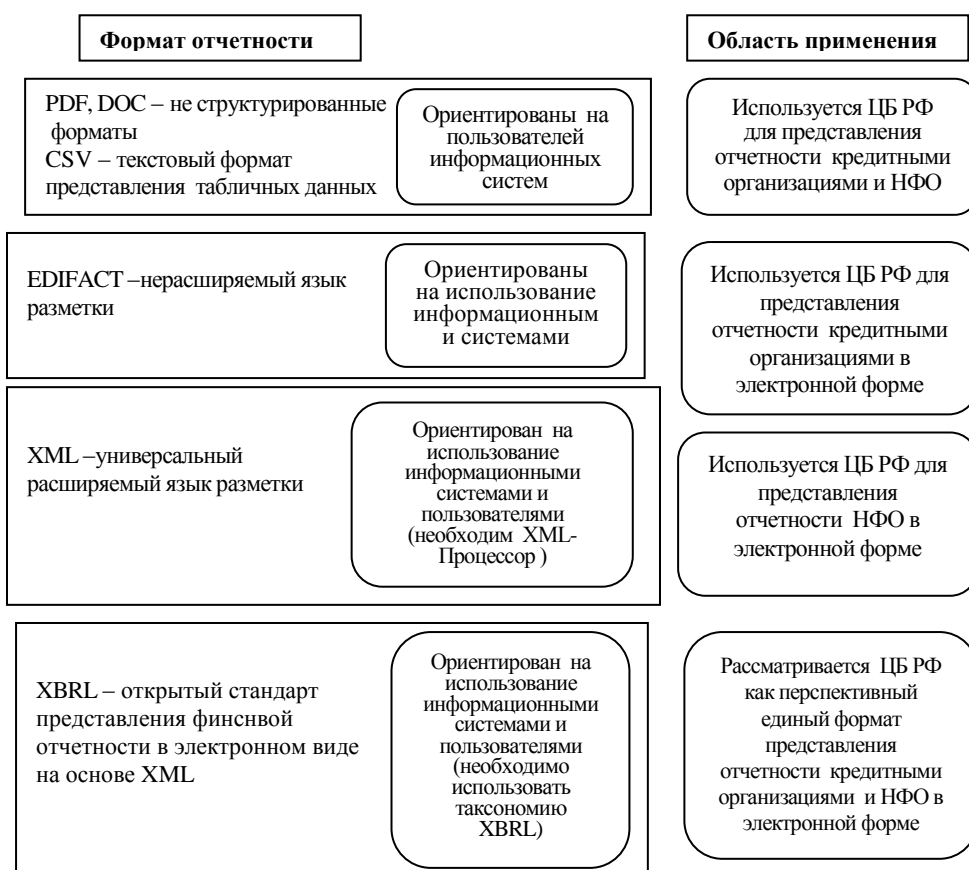 Формат отчетности
Область применения
PDF, DOC – не структурированные
форматы
CSV – текстовый формат
представления табличных данных
Ориентированы на
пользователей
информационных
систем
Используется ЦБ РФ
для представления
отчетности кредитными
организациями и НФО
EDIFACT –нерасширяемый язык
разметки
Ориентированы
на использование
информационным
и системами
Используется ЦБ РФ для
представления
отчетности кредитными
организациями в
электронной форме
XML –универсальный
расширяемый язык разметки
Ориентирован на
использование
информационными
системами и
пользователями
(необходим XML-
Процессор )
Используется ЦБ РФ для
представления
отчетности НФО в
электронной форме
XBRL – открытый стандарт
представления финснвой
отчетности в электронном виде
на основе XML
Ориентирован на
использование
информационными
системами и
пользователями
(необходимо
использовать
таксономию
XBRL)
Рассматривается ЦБ РФ
как перспективный
единый формат
представления
отчетности кредитными
организациями и НФО в
электронной форме